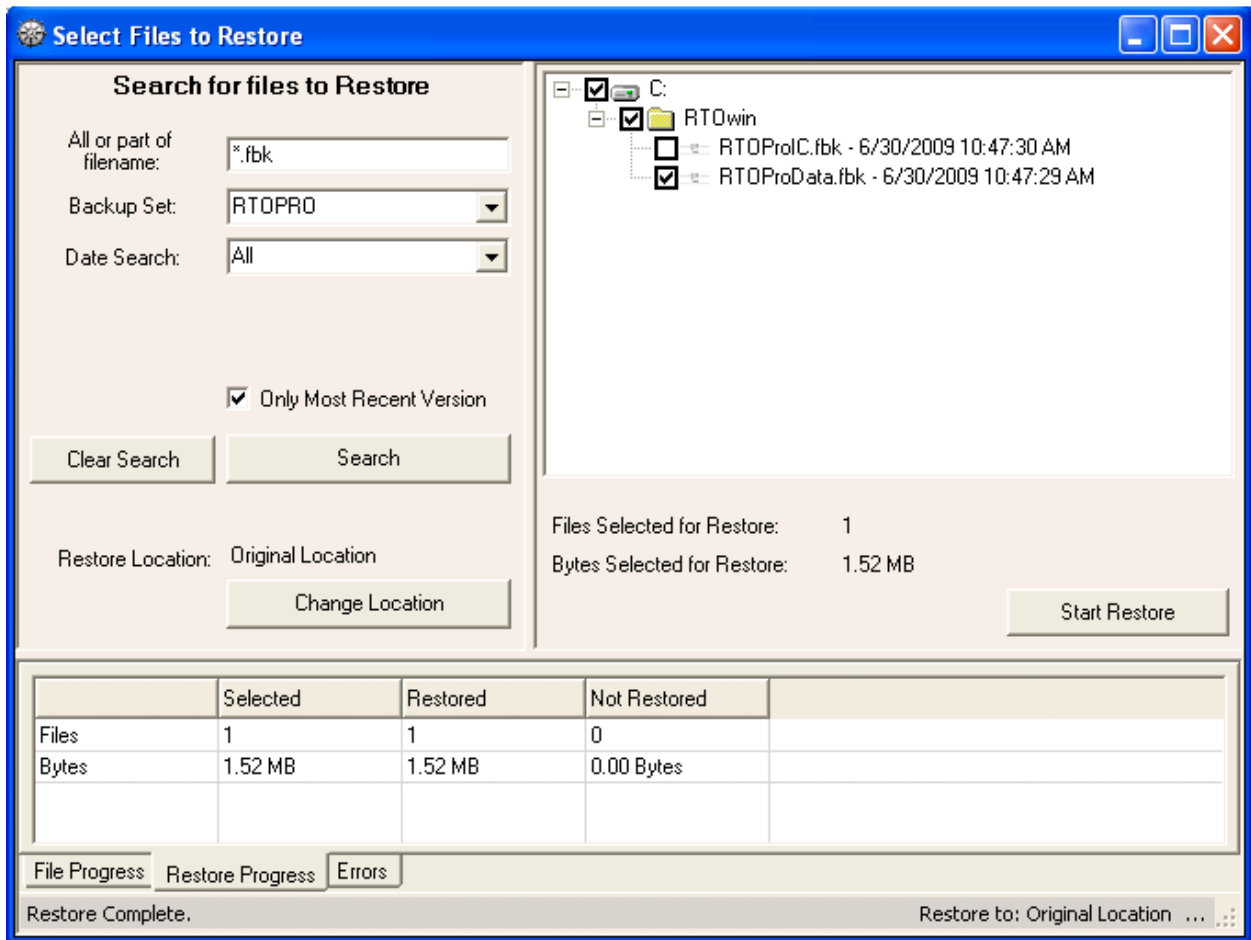 Select Files to Restore
Search for files to Restore
All or part of
filename:
*.fbk
Backup Set:
RTOPRO
Date Search:
All
Only Most Recent Version
Clear Search
Search
Restore Location:
Original Location
Change Location
C:
RTOwin
RTOProIC.fbk - 6/30/2009 10:47:30 AM
RTOProData.fbk - 6/30/2009 10:47:29 AM
Files Selected for Restore: 1
Bytes Selected for Restore: 1.52 MB
Start Restore
Selected Restored Not Restored
Files 1 1 0
Bytes 1.52 MB 1.52 MB 0.00 Bytes
File Progress Restore Progress Errors
Restore Complete. Restore to: Original Location ...